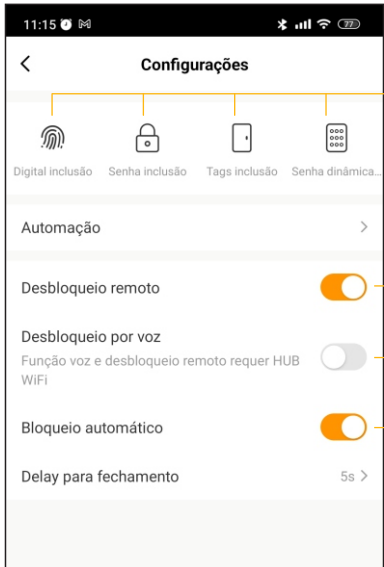 11:15
77
Configurações
Digital inclusão Senha inclusão Tags inclusão Senha dinâmica...
Automação
Desbloqueio remoto
Desbloqueio por voz
Função voz e desbloqueio remoto requer HUB
WiFi
Bloqueio automático
Delay para fechamento 5s